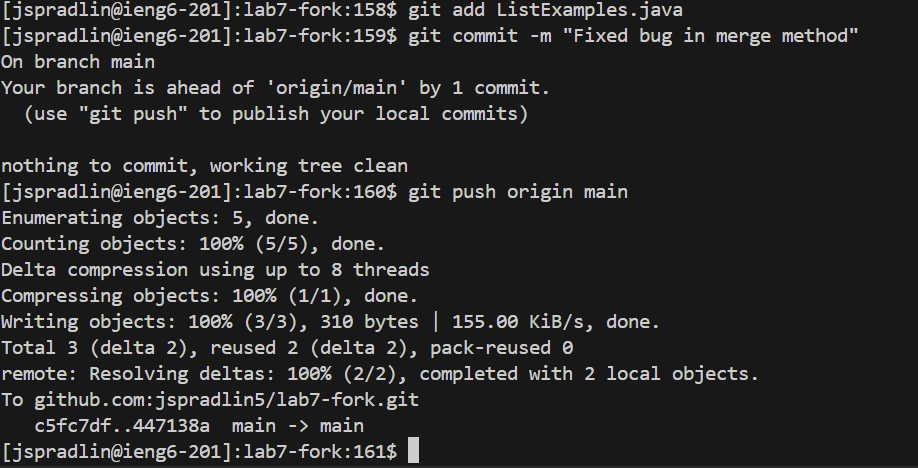 [jspradlin@ieng6-201]:lab7-fork:158$ git add ListExamples.java
[jspradlin@ieng6-201]:lab7-fork:159$ git commit -m "Fixed bug in merge method"
On branch main
Your branch is ahead of 'origin/main' by 1 commit.
  (use "git push" to publish your local commits)

nothing to commit, working tree clean
[jspradlin@ieng6-201]:lab7-fork:160$ git push origin main
Enumerating objects: 5, done.
Counting objects: 100% (5/5), done.
Delta compression using up to 8 threads
Compressing objects: 100% (1/1), done.
Writing objects: 100% (3/3), 310 bytes | 155.00 KiB/s, done.
Total 3 (delta 2), reused 2 (delta 2), pack-reused 0
remote: Resolving deltas: 100% (2/2), completed with 2 local objects.
To github.com:jspradlin5/lab7-fork.git
   c5fc7df..447138a  main -> main
[jspradlin@ieng6-201]:lab7-fork:161$